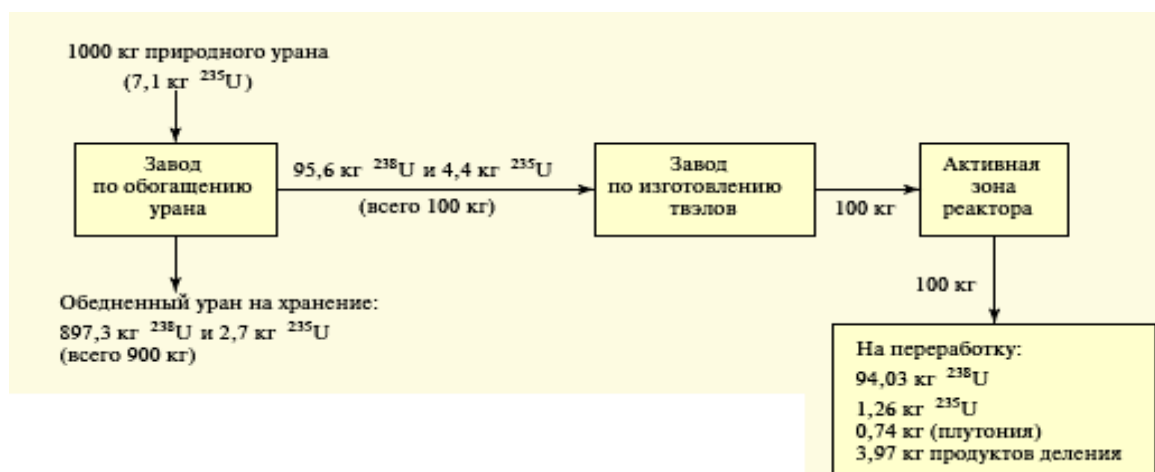 1000 кг природного урана
(7,1 кг ²³⁵U)
Завод
по обогащению
урана
95,6 кг ²³⁸U и 4,4 кг ²³⁵U
(всего 100 кг)
Завод
по изготовлению
твэлов
100 кг
Активная
зона
реактора
100 кг
Обедненный уран на хранение:
897,3 кг ²³⁸U и 2,7 кг ²³⁵U
(всего 900 кг)
На переработку:
94,03 кг ²³⁸U
1,26 кг ²³⁵U
0,74 кг (плутония)
3,97 кг продуктов деления